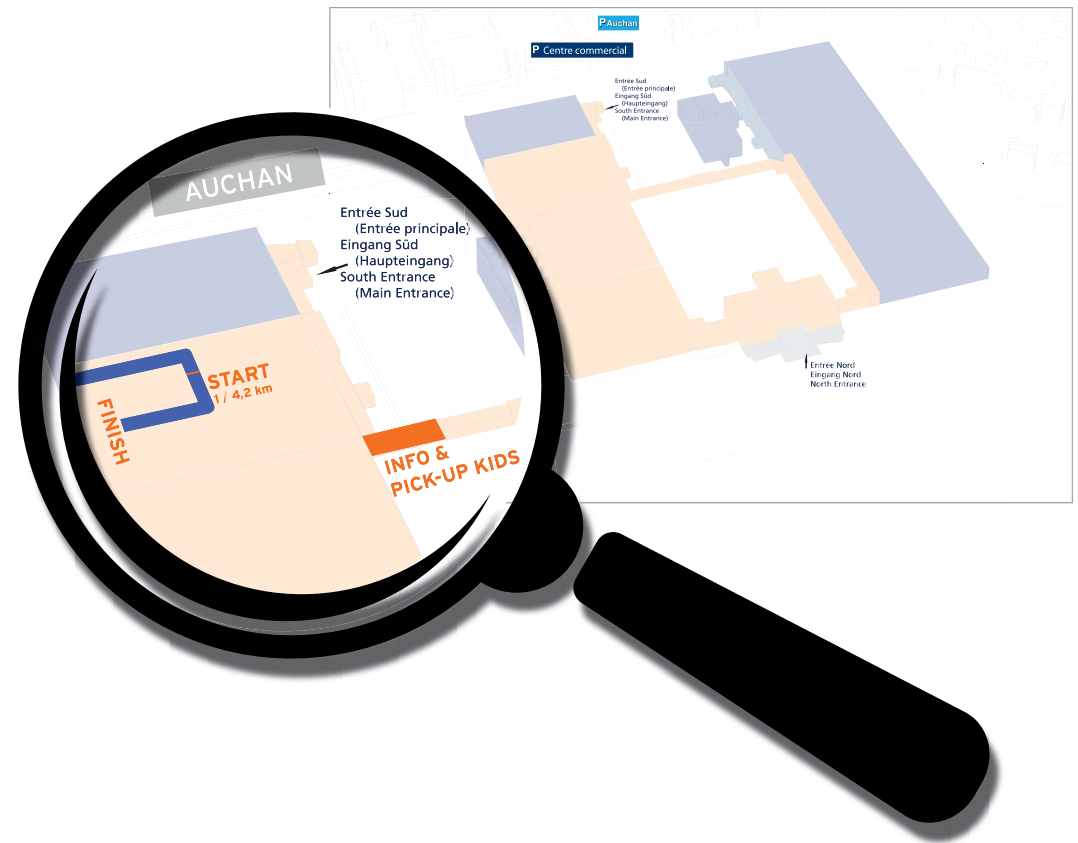 P Auchan
P Centre commercial
Entrée Sud
(Entrée principale)
Eingang Süd
(Haupteingang)
South Entrance
(Main Entrance)
AUCHAN
Entrée Sud
(Entrée principale)
Eingang Süd
(Haupteingang)
South Entrance
(Main Entrance)
START
1 / 4,2 km
FINISH
INFO &
PICK-UP KIDS
Entrée Nord
Eingang Nord
North Entrance